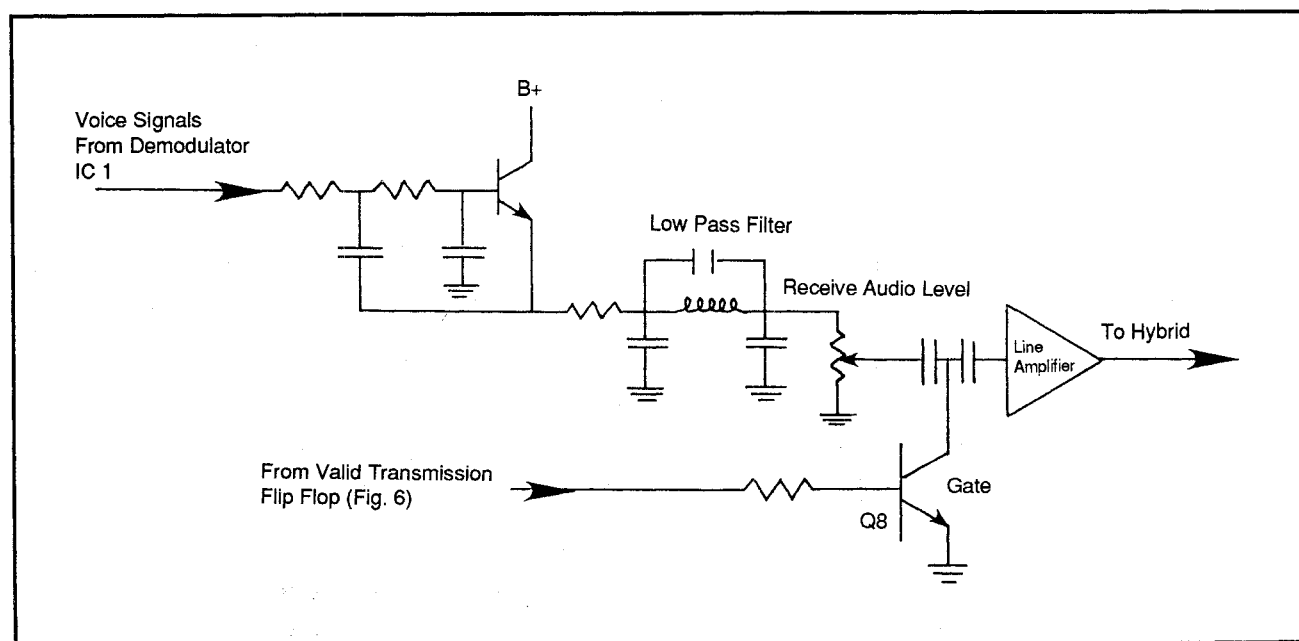 B+
Voice Signals
From Demodulator
IC 1
Low Pass Filter
Receive Audio Level
To Hybrid
Line
Amplifier
From Valid Transmission
Flip Flop (Fig. 6)
Gate
Q8